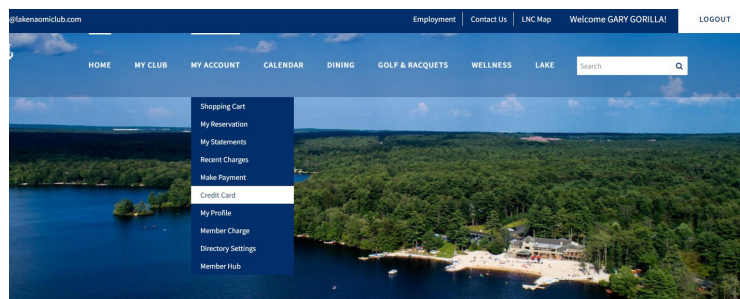 @lakenaomiclub.com Employment Contact Us LNC Map Welcome GARY GORILLA! LOGOUT
HOME MY CLUB MY ACCOUNT CALENDAR DINING GOLF & RACQUETS WELLNESS LAKE Search
Shopping Cart
My Reservation
My Statements
Recent Charges
Make Payment
Credit Card
My Profile
Member Charge
Directory Settings
Member Hub